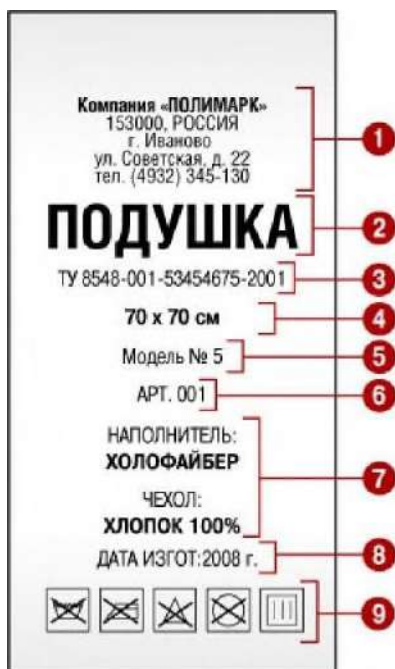 Компания «ПОЛИМАРК»
153000, РОССИЯ
г. Иваново
ул. Советская, д. 22
тел. (4932) 345-130
1
ПОДУШКА
2
ТУ 8548-001-53454675-2001
3
70 x 70 см
4
Модель № 5
5
АРТ. 001
6
НАПОЛНИТЕЛЬ:
ХОЛОФАЙБЕР
7
ЧЕХОЛ:
ХЛОПОК 100%
ДАТА ИЗГОТ:2008 г.
8
9